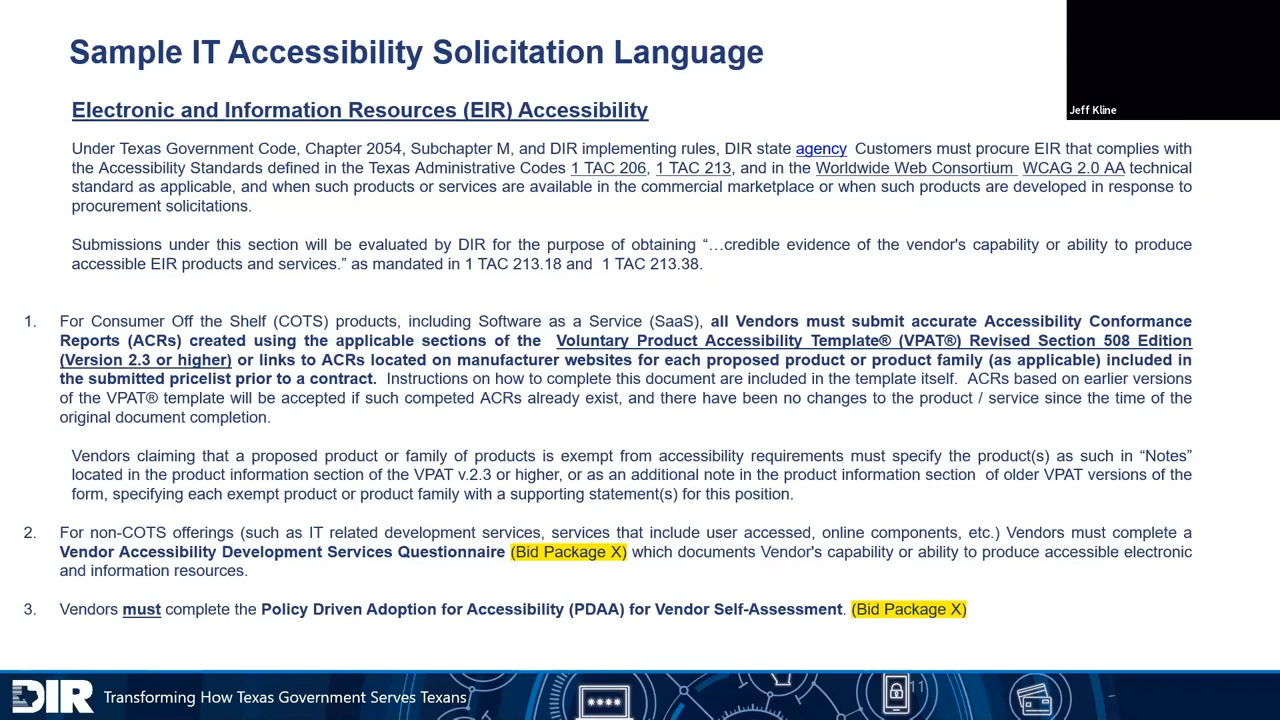 Sample IT Accessibility Solicitation Language
Jeff Kline
Electronic and Information Resources (EIR) Accessibility
Under Texas Government Code, Chapter 2054, Subchapter M, and DIR implementing rules, DIR state agency Customers must procure EIR that complies with
the Accessibility Standards defined in the Texas Administrative Codes 1 TAC 206, 1 TAC 213, and in the Worldwide Web Consortium WCAG 2.0 AA technical
standard as applicable, and when such products or services are available in the commercial marketplace or when such products are developed in response to
procurement solicitations.
Submissions under this section will be evaluated by DIR for the purpose of obtaining “…credible evidence of the vendor's capability or ability to produce
accessible EIR products and services.” as mandated in 1 TAC 213.18 and 1 TAC 213.38.
1. For Consumer Off the Shelf (COTS) products, including Software as a Service (SaaS), all Vendors must submit accurate Accessibility Conformance
Reports (ACRs) created using the applicable sections of the Voluntary Product Accessibility Template® (VPAT®) Revised Section 508 Edition
(Version 2.3 or higher) or links to ACRs located on manufacturer websites for each proposed product or product family (as applicable) included in
the submitted pricelist prior to a contract. Instructions on how to complete this document are included in the template itself. ACRs based on earlier versions
of the VPAT® template will be accepted if such competed ACRs already exist, and there have been no changes to the product / service since the time of the
original document completion.
Vendors claiming that a proposed product or family of products is exempt from accessibility requirements must specify the product(s) as such in “Notes”
located in the product information section of the VPAT v.2.3 or higher, or as an additional note in the product information section of older VPAT versions of the
form, specifying each exempt product or product family with a supporting statement(s) for this position.
2. For non-COTS offerings (such as IT related development services, services that include user accessed, online components, etc.) Vendors must complete a
Vendor Accessibility Development Services Questionnaire (Bid Package X) which documents Vendor's capability or ability to produce accessible electronic
and information resources.
3. Vendors must complete the Policy Driven Adoption for Accessibility (PDAA) for Vendor Self-Assessment. (Bid Package X)
DIR Transforming How Texas Government Serves Texans
11